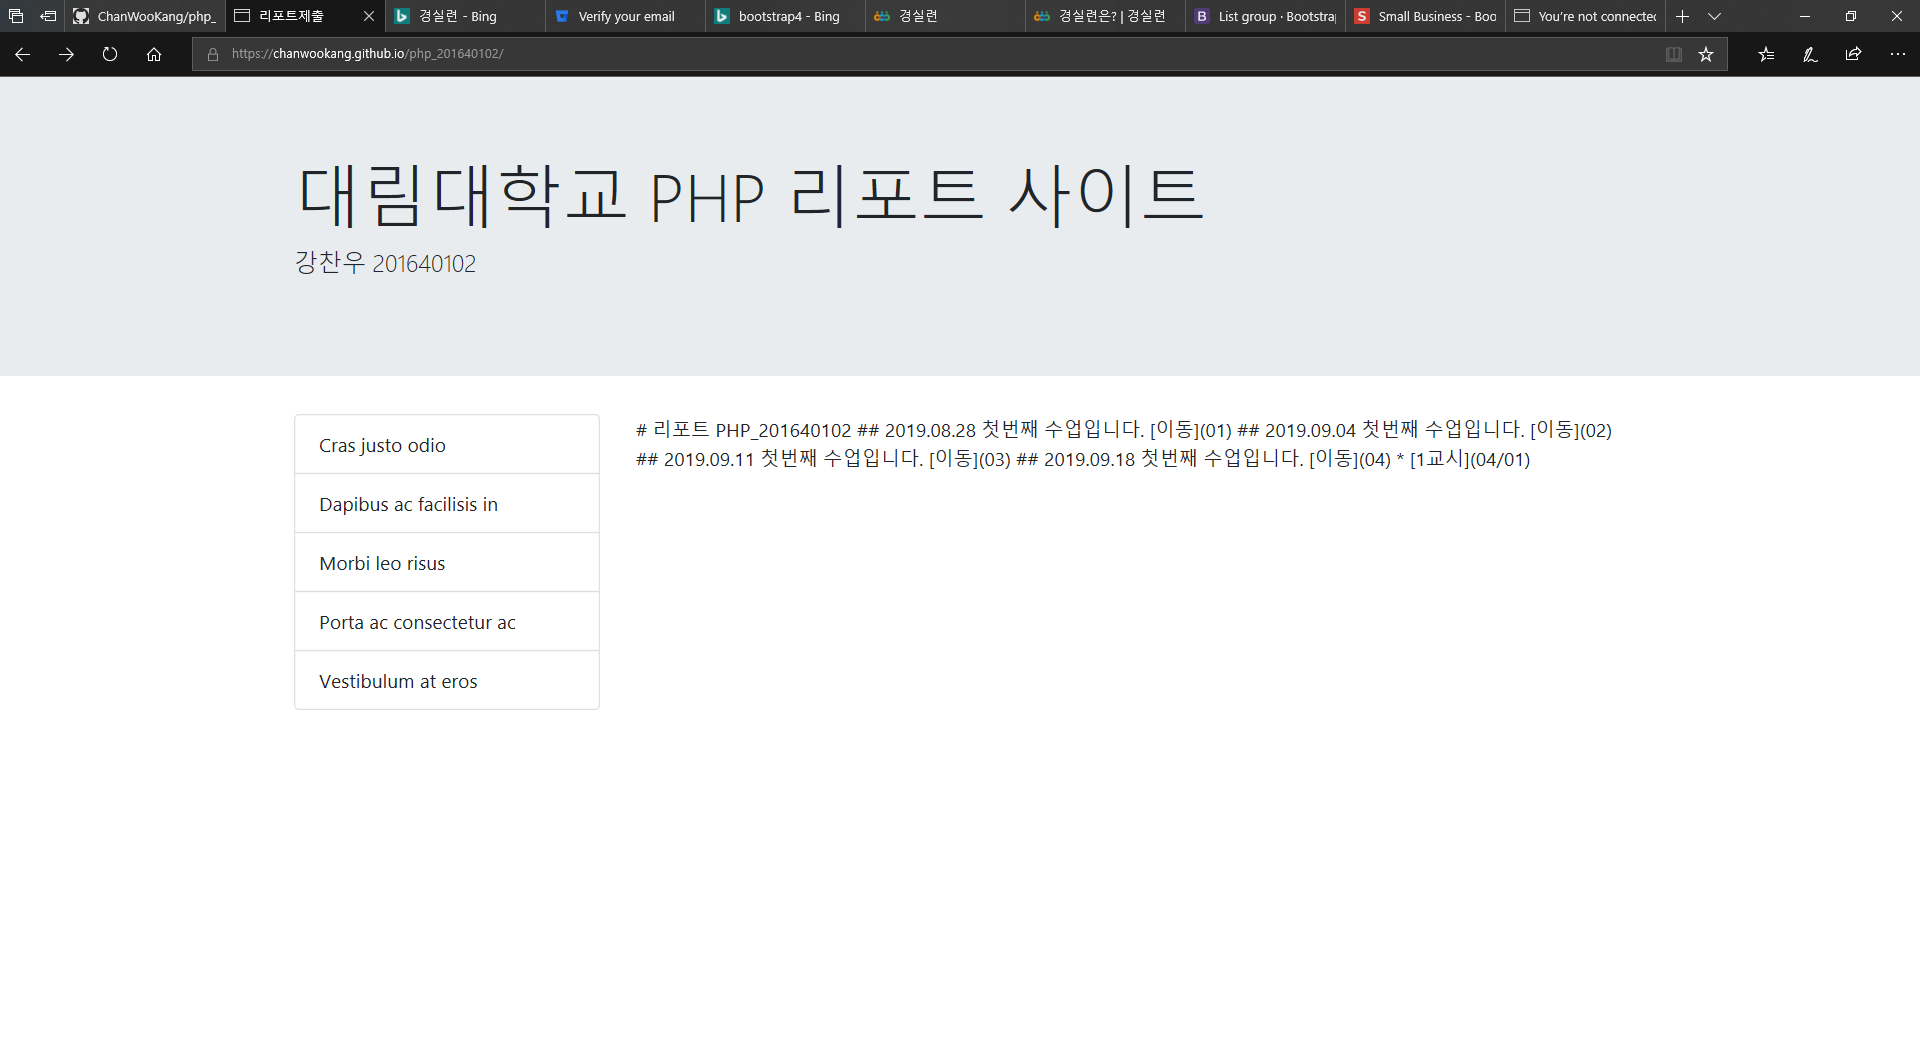 ChanWooKang/php_
리포트제출
경실련 - Bing
Verify your email
bootstrap4 - Bing
경실련
경실련은? | 경실련
List group · Bootstrap
Small Business - Boo
You're not connected
https://chanwookang.github.io/php_201640102/
대림대학교 PHP 리포트 사이트
강찬우 201640102
Cras justo odio
Dapibus ac facilisis in
Morbi leo risus
Porta ac consectetur ac
Vestibulum at eros
# 리포트 PHP_201640102 ## 2019.08.28 첫번째 수업입니다. [이동](01) ## 2019.09.04 첫번째 수업입니다. [이동](02)
## 2019.09.11 첫번째 수업입니다. [이동](03) ## 2019.09.18 첫번째 수업입니다. [이동](04) * [1교시](04/01)